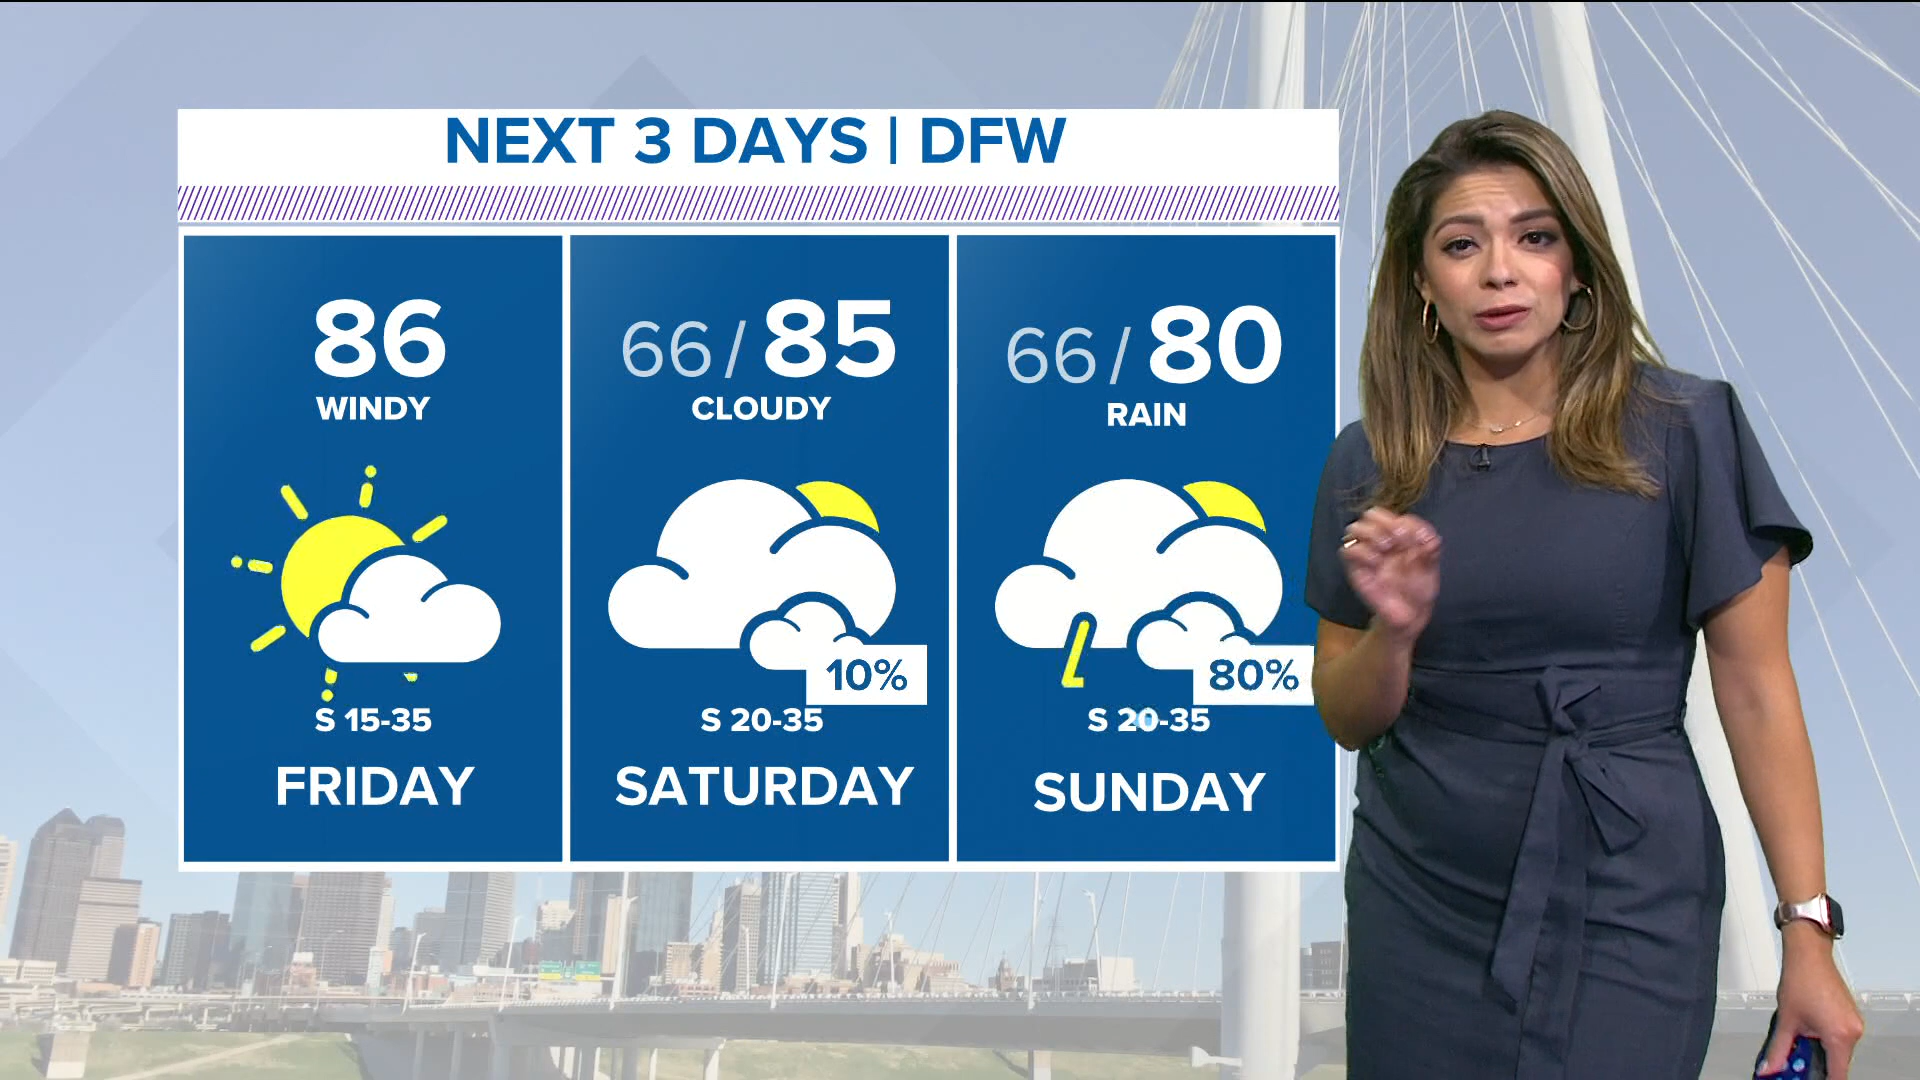 NEXT 3 DAYS | DFW
86
WINDY
S 15-35
FRIDAY
66/85
CLOUDY
10%
S 20-35
SATURDAY
66/80
RAIN
80%
S 20-35
SUNDAY